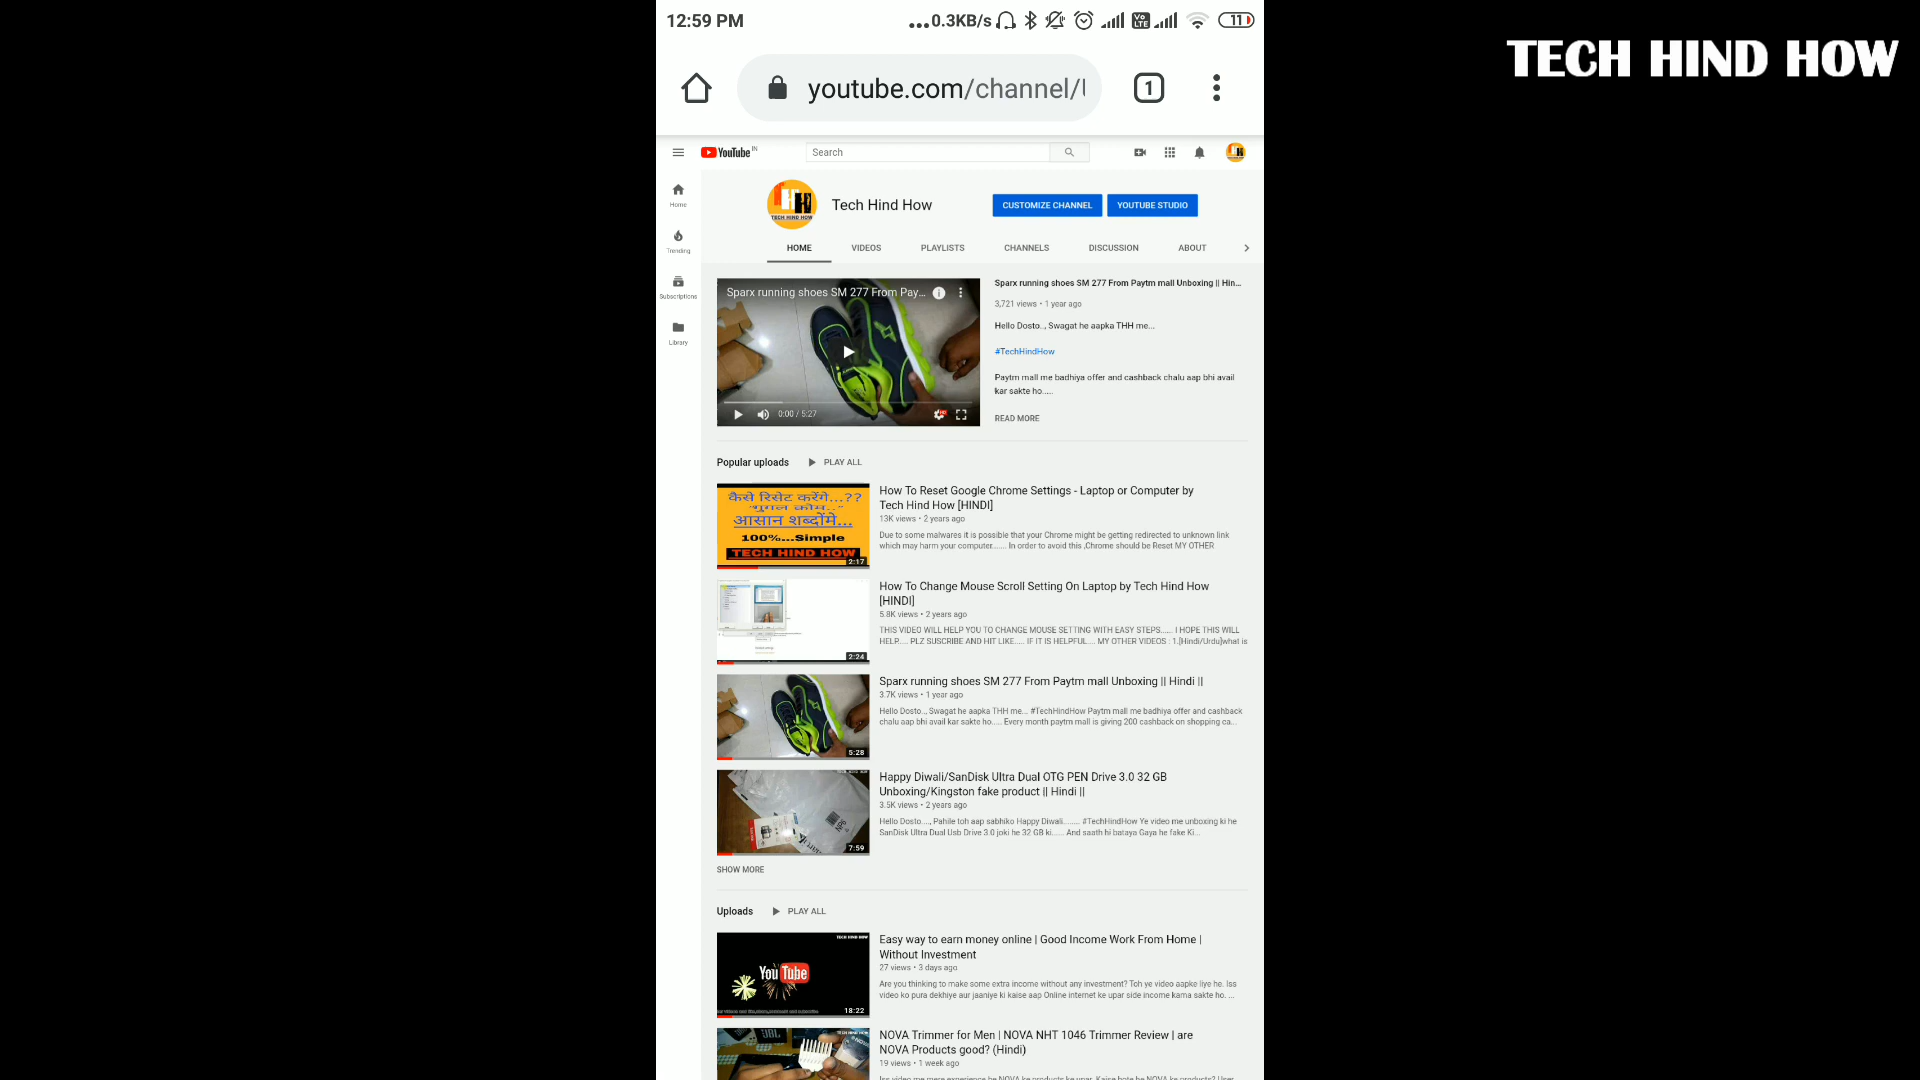 12:59 PM
...0.3KB/s
Vo LTE
11
TECH HIND HOW
youtube.com/channel/
1
YouTube IN
Search
Home
Trending
Subscriptions
Library
TECH HIND HOW
Tech Hind How
CUSTOMIZE CHANNEL
YOUTUBE STUDIO
HOME
VIDEOS
PLAYLISTS
CHANNELS
DISCUSSION
ABOUT
Sparx running shoes SM 277 From Pay...
0:00 / 5:27
Sparx running shoes SM 277 From Paytm mall Unboxing || Hin...
3,721 views • 1 year ago
Hello Dosto.., Swagat he aapka THH me...
#TechHindHow
Paytm mall me badhiya offer and cashback chalu aap bhi avail
kar sakte ho.....
READ MORE
Popular uploads
PLAY ALL
कैसे रिसेट करेंगे...??
आसान शब्दोंमे...
100%...Simple
TECH HIND HOW
2:17
How To Reset Google Chrome Settings - Laptop or Computer by
Tech Hind How [HINDI]
13K views • 2 years ago
Due to some malwares it is possible that your Chrome might be getting redirected to unknown link
which may harm your computer....... In order to avoid this ,Chrome should be Reset MY OTHER
2:24
How To Change Mouse Scroll Setting On Laptop by Tech Hind How
[HINDI]
5.8K views • 2 years ago
THIS VIDEO WILL HELP YOU TO CHANGE MOUSE SETTING WITH EASY STEPS...... I HOPE THIS WILL
HELP..... PLZ SUSCRIBE AND HIT LIKE..... IF IT IS HELPFUL.... MY OTHER VIDEOS : 1.[Hindi/Urdu]what is
5:28
Sparx running shoes SM 277 From Paytm mall Unboxing || Hindi ||
3.7K views • 1 year ago
Hello Dosto.., Swagat he aapka THH me... #TechHindHow Paytm mall me badhiya offer and cashback
chalu aap bhi avail kar sakte ho..... Every month paytm mall is giving 200 cashback on shopping ca...
7:59
Happy Diwali/SanDisk Ultra Dual OTG PEN Drive 3.0 32 GB
Unboxing/Kingston fake product || Hindi ||
3.5K views • 2 years ago
Hello Dosto...., Pahile toh aap sabhiko Happy Diwali........ #TechHindHow Ye video me unboxing ki he
SanDisk Ultra Dual Usb Drive 3.0 joki he 32 GB ki...... And saath hi bataya Gaya he fake Ki...
SHOW MORE
Uploads
PLAY ALL
TECH HIND HOW
YouTube
18:22
Easy way to earn money online | Good Income Work From Home |
Without Investment
27 views • 3 days ago
Are you thinking to make some extra income without any investment? Toh ye video aapke liye he. Iss
video ko pura dekhiye aur jaaniye ki kaise aap Online internet ke upar side income kama sakte ho. ...
JBL
TECH HIND HOW
NOVA Trimmer for Men | NOVA NHT 1046 Trimmer Review | are
NOVA Products good? (Hindi)
19 views • 1 week ago